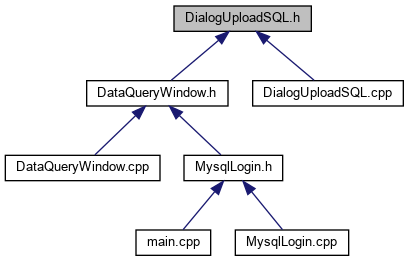 DialogUploadSQL.h
DataQueryWindow.h
DialogUploadSQL.cpp
DataQueryWindow.cpp
MysqlLogin.h
main.cpp
MysqlLogin.cpp